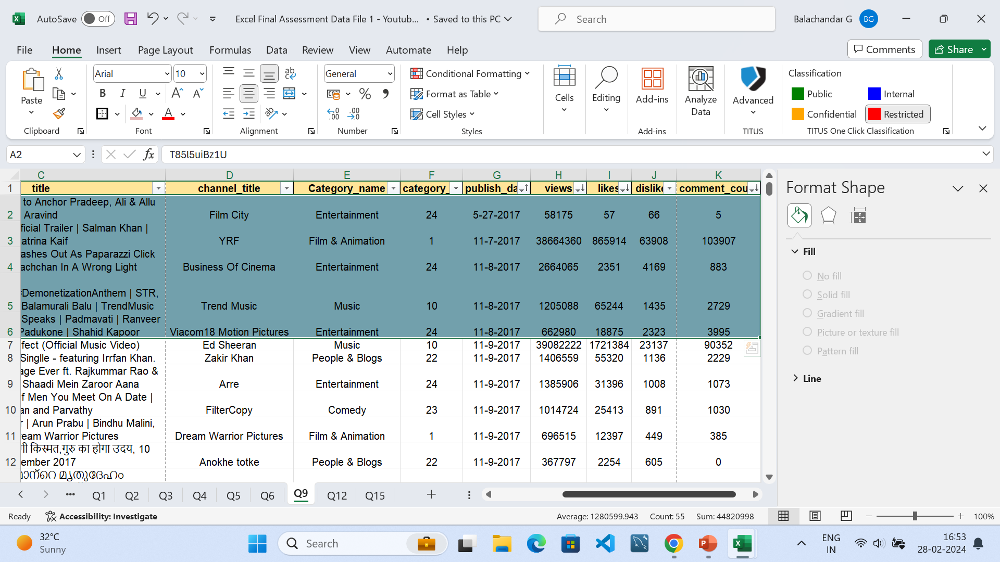 AutoSave Off Excel Final Assessment Data File 1 - Youtub... • Saved to this PC Search Balachandar G BG
File Home Insert Page Layout Formulas Data Review View Automate Help Comments Share
Paste Arial 10 General Conditional Formatting Format as Table Cell Styles Cells Editing Add-ins Analyze Data Advanced Classification
Public Internal
Confidential Restricted
Clipboard Font Alignment Number Styles Add-ins TITUS TITUS One Click Classification
A2 fx T85l5uiBz1U
C D E F G H I J K
1 title channel_title Category_name category_ publish_da views likes dislike comment_cou
to Anchor Pradeep, Ali & Allu
2 Aravind Film City Entertainment 24 5-27-2017 58175 57 66 5
ficial Trailer | Salman Khan |
3 atrina Kaif YRF Film & Animation 1 11-7-2017 38664360 865914 63908 103907
ashes Out As Paparazzi Click
4 achchan In A Wrong Light Business Of Cinema Entertainment 24 11-8-2017 2664065 2351 4169 883
#DemonetizationAnthem | STR,
5 Balamurali Balu | TrendMusic Trend Music Music 10 11-8-2017 1205088 65244 1435 2729
Speaks | Padmavati | Ranveer
6 Padukone | Shahid Kapoor Viacom18 Motion Pictures Entertainment 24 11-8-2017 662980 18875 2323 3995
7 rfect (Official Music Video) Ed Sheeran Music 10 11-9-2017 39082222 1721384 23137 90352
8 Singlle - featuring Irrfan Khan. Zakir Khan People & Blogs 22 11-9-2017 1406559 55320 1136 2229
age Ever ft. Rajkummar Rao &
9 Shaadi Mein Zaroor Aana Arre Entertainment 24 11-9-2017 1385906 31396 1008 1073
f Men You Meet On A Date |
10 an and Parvathy FilterCopy Comedy 23 11-9-2017 1014724 25413 891 1030
r | Arun Prabu | Bindhu Malini,
11 ream Warrior Pictures Dream Warrior Pictures Film & Animation 1 11-9-2017 696515 12397 449 385
किस्मत,गुरु का होगा उदय, 10
12 ember 2017 Anokhe totke People & Blogs 22 11-9-2017 367797 2254 605 0
മൃതുദേഹം
Format Shape
Fill
No fill
Solid fill
Gradient fill
Picture or texture fill
Pattern fill
Line
Q1 Q2 Q3 Q4 Q5 Q6 Q9 Q12 Q15
Ready Accessibility: Investigate Average: 1280599.943 Count: 55 Sum: 44820998 100%
32°C
Sunny
Search
ENG
IN
16:53
28-02-2024